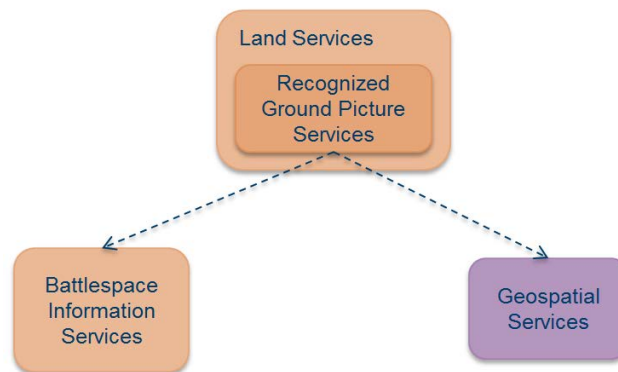 Land Services
Recognized
Ground Picture
Services
Battlespace
Information
Services
Geospatial
Services